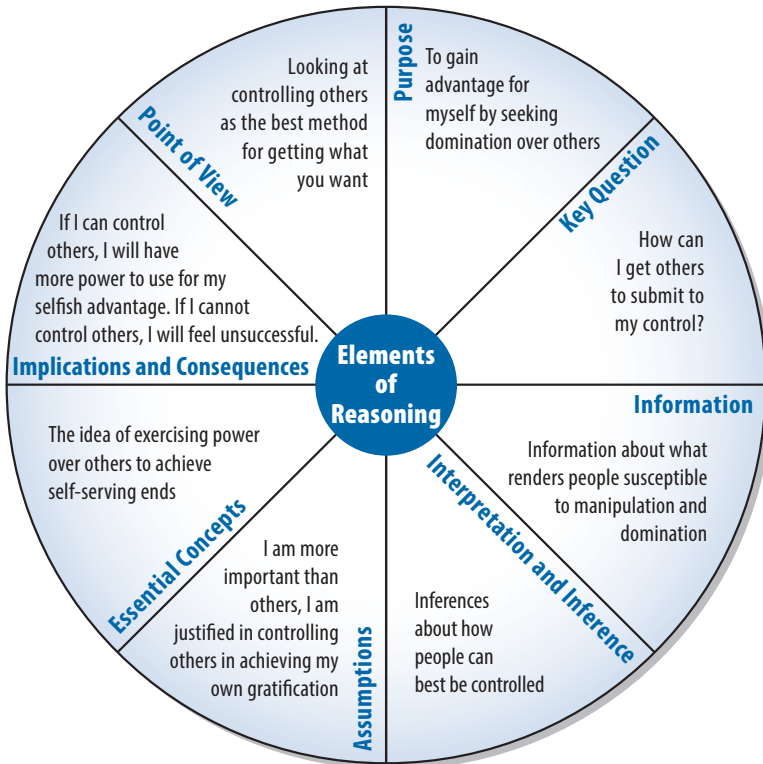 Purpose
To gain
advantage for
myself by seeking
domination over others
Key Question
How can
I get others
to submit to
my control?
Information
Information about what
renders people susceptible
to manipulation and
domination
Interpretation and Inference
Inferences
about how
people can
best be controlled
Assumptions
I am more
important than
others, I am
justified in controlling
others in achieving my
own gratification
Essential Concepts
The idea of exercising power
over others to achieve
self-serving ends
Implications and Consequences
If I can control
others, I will have
more power to use for my
selfish advantage. If I cannot
control others, I will feel unsuccessful.
Point of View
Looking at
controlling others
as the best method
for getting what
you want
Elements
of
Reasoning